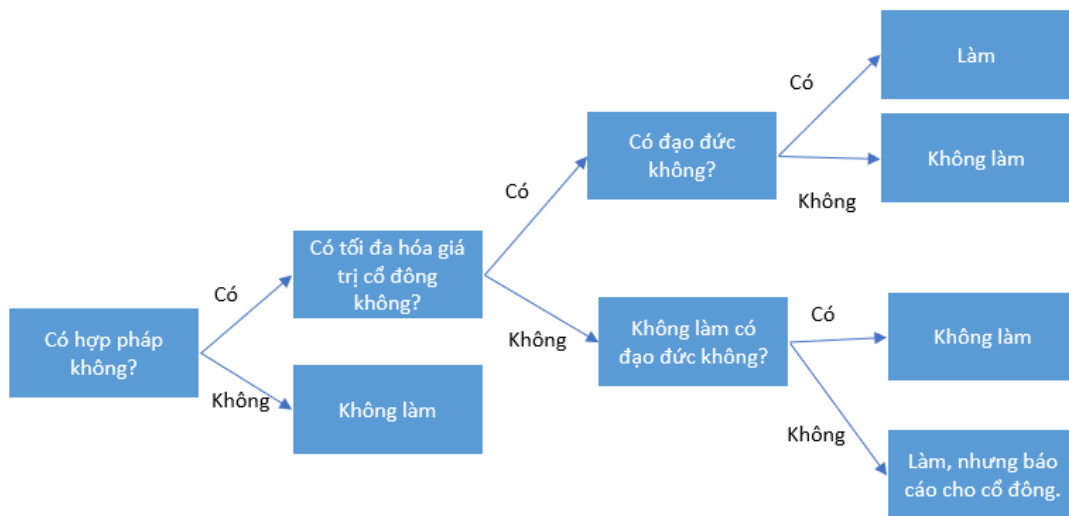 Có hợp pháp
không?
Có
Không
Có tối đa hóa giá
trị cổ đông
không?
Không làm
Có
Không
Có đạo đức
không?
Không làm có
đạo đức không?
Có
Không
Có
Không
Làm
Không làm
Không làm
Làm, nhưng báo
cáo cho cổ đông.